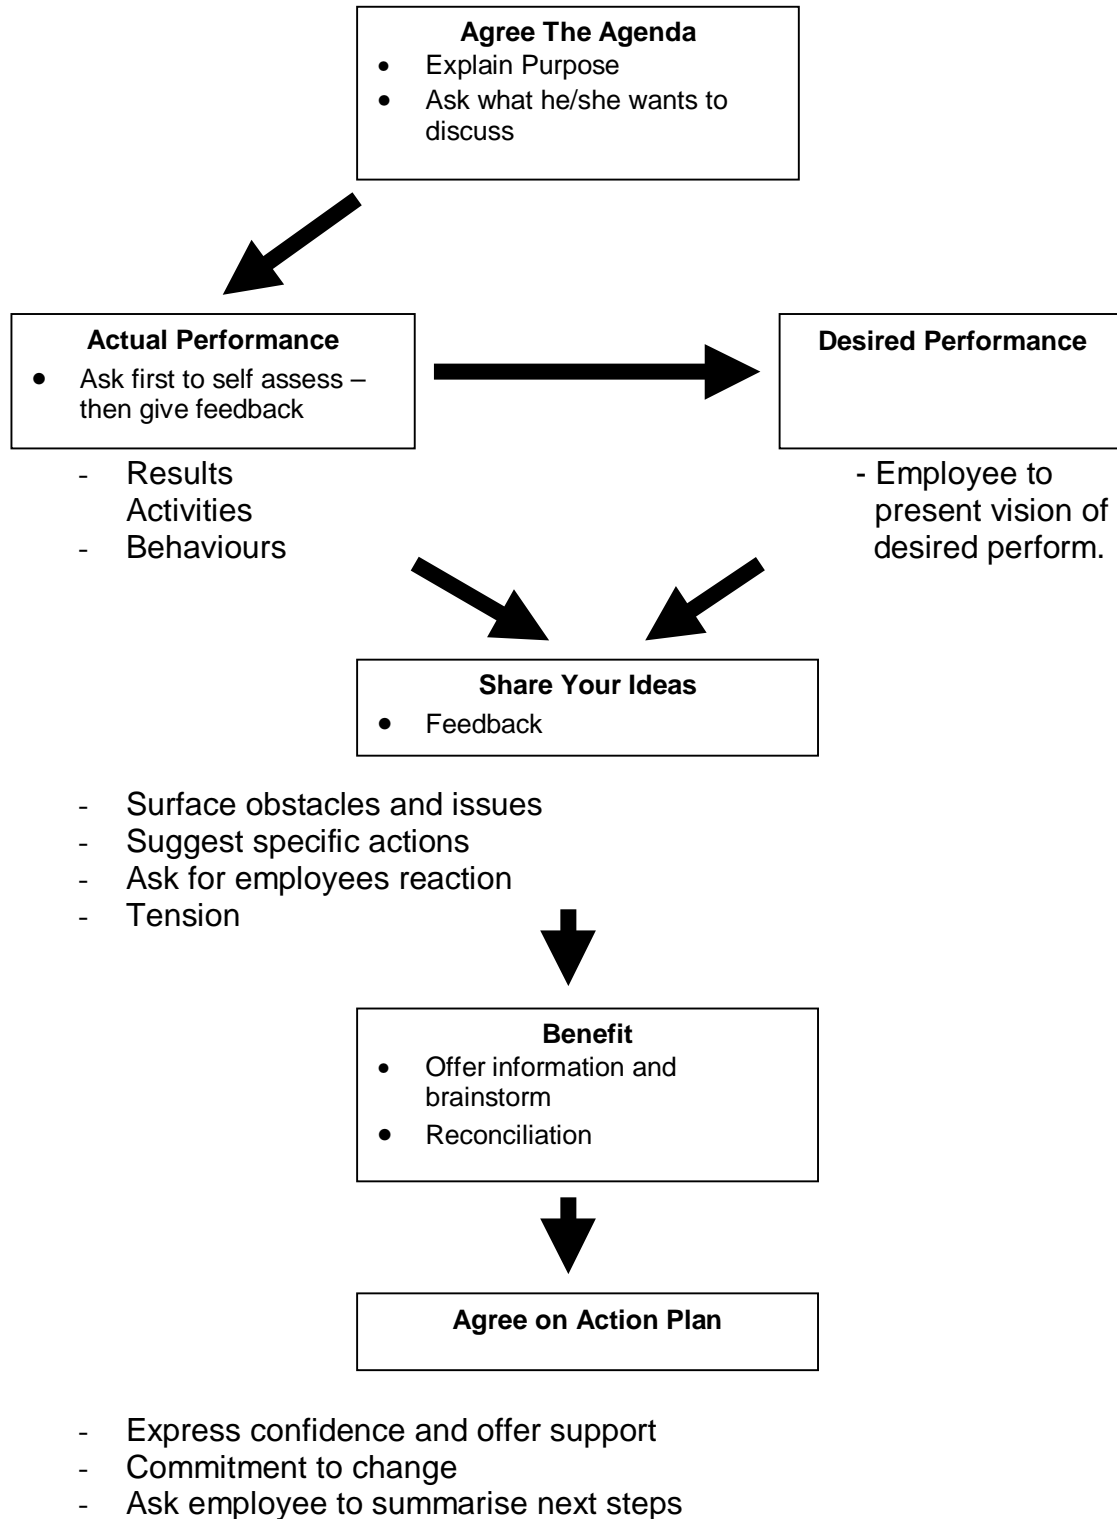 Agree The Agenda
• Explain Purpose
• Ask what he/she wants to
discuss
Actual Performance
• Ask first to self assess –
then give feedback
Desired Performance
- Results
Activities
- Behaviours
- Employee to
present vision of
desired perform.
Share Your Ideas
• Feedback
- Surface obstacles and issues
- Suggest specific actions
- Ask for employees reaction
- Tension
Benefit
• Offer information and
brainstorm
• Reconciliation
Agree on Action Plan
- Express confidence and offer support
- Commitment to change
- Ask employee to summarise next steps